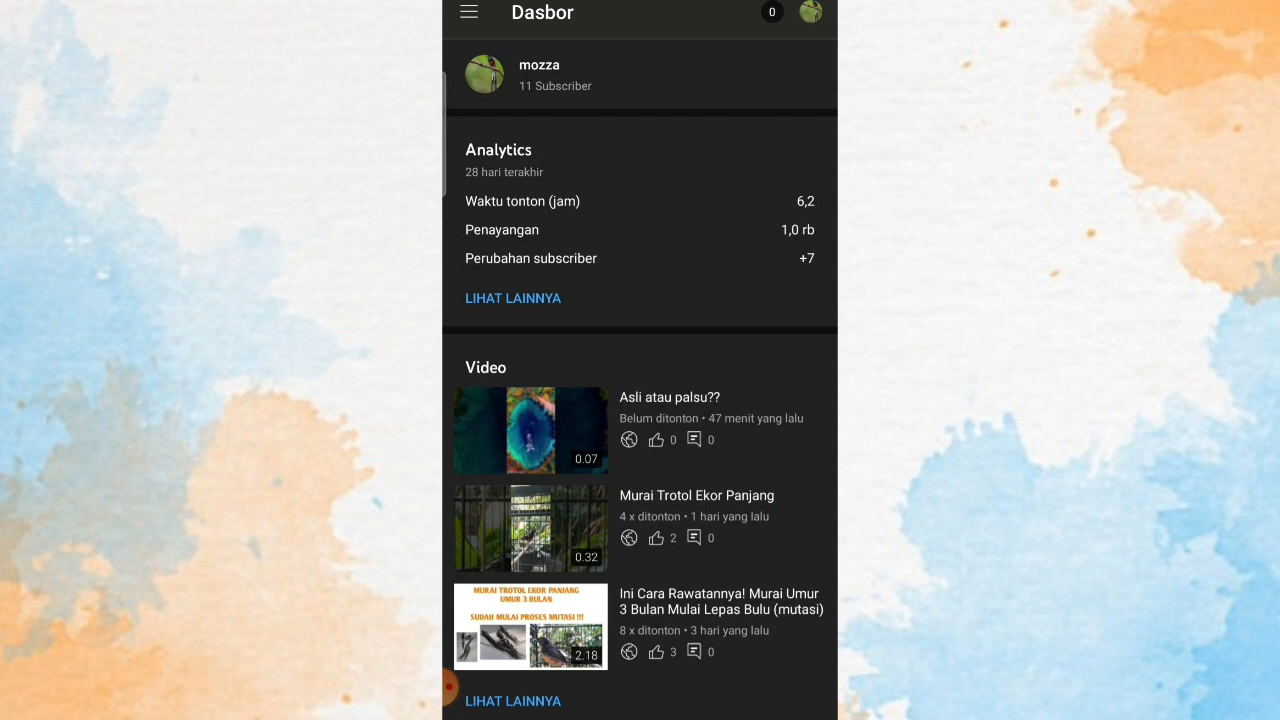 Dasbor
0
mozza
11 Subscriber
Analytics
28 hari terakhir
Waktu tonton (jam) 6,2
Penayangan 1,0 rb
Perubahan subscriber +7
LIHAT LAINNYA
Video
Asli atau palsu??
Belum ditonton • 47 menit yang lalu
0 0
0.07
Murai Trotol Ekor Panjang
4 x ditonton • 1 hari yang lalu
2 0
0.32
MURAI TROTOL EKOR PANJANG
UMUR 3 BULAN
SUDAH MULAI PROSES MUTASI !!!
2.18
Ini Cara Rawatannya! Murai Umur
3 Bulan Mulai Lepas Bulu (mutasi)
8 x ditonton • 3 hari yang lalu
3 0
LIHAT LAINNYA